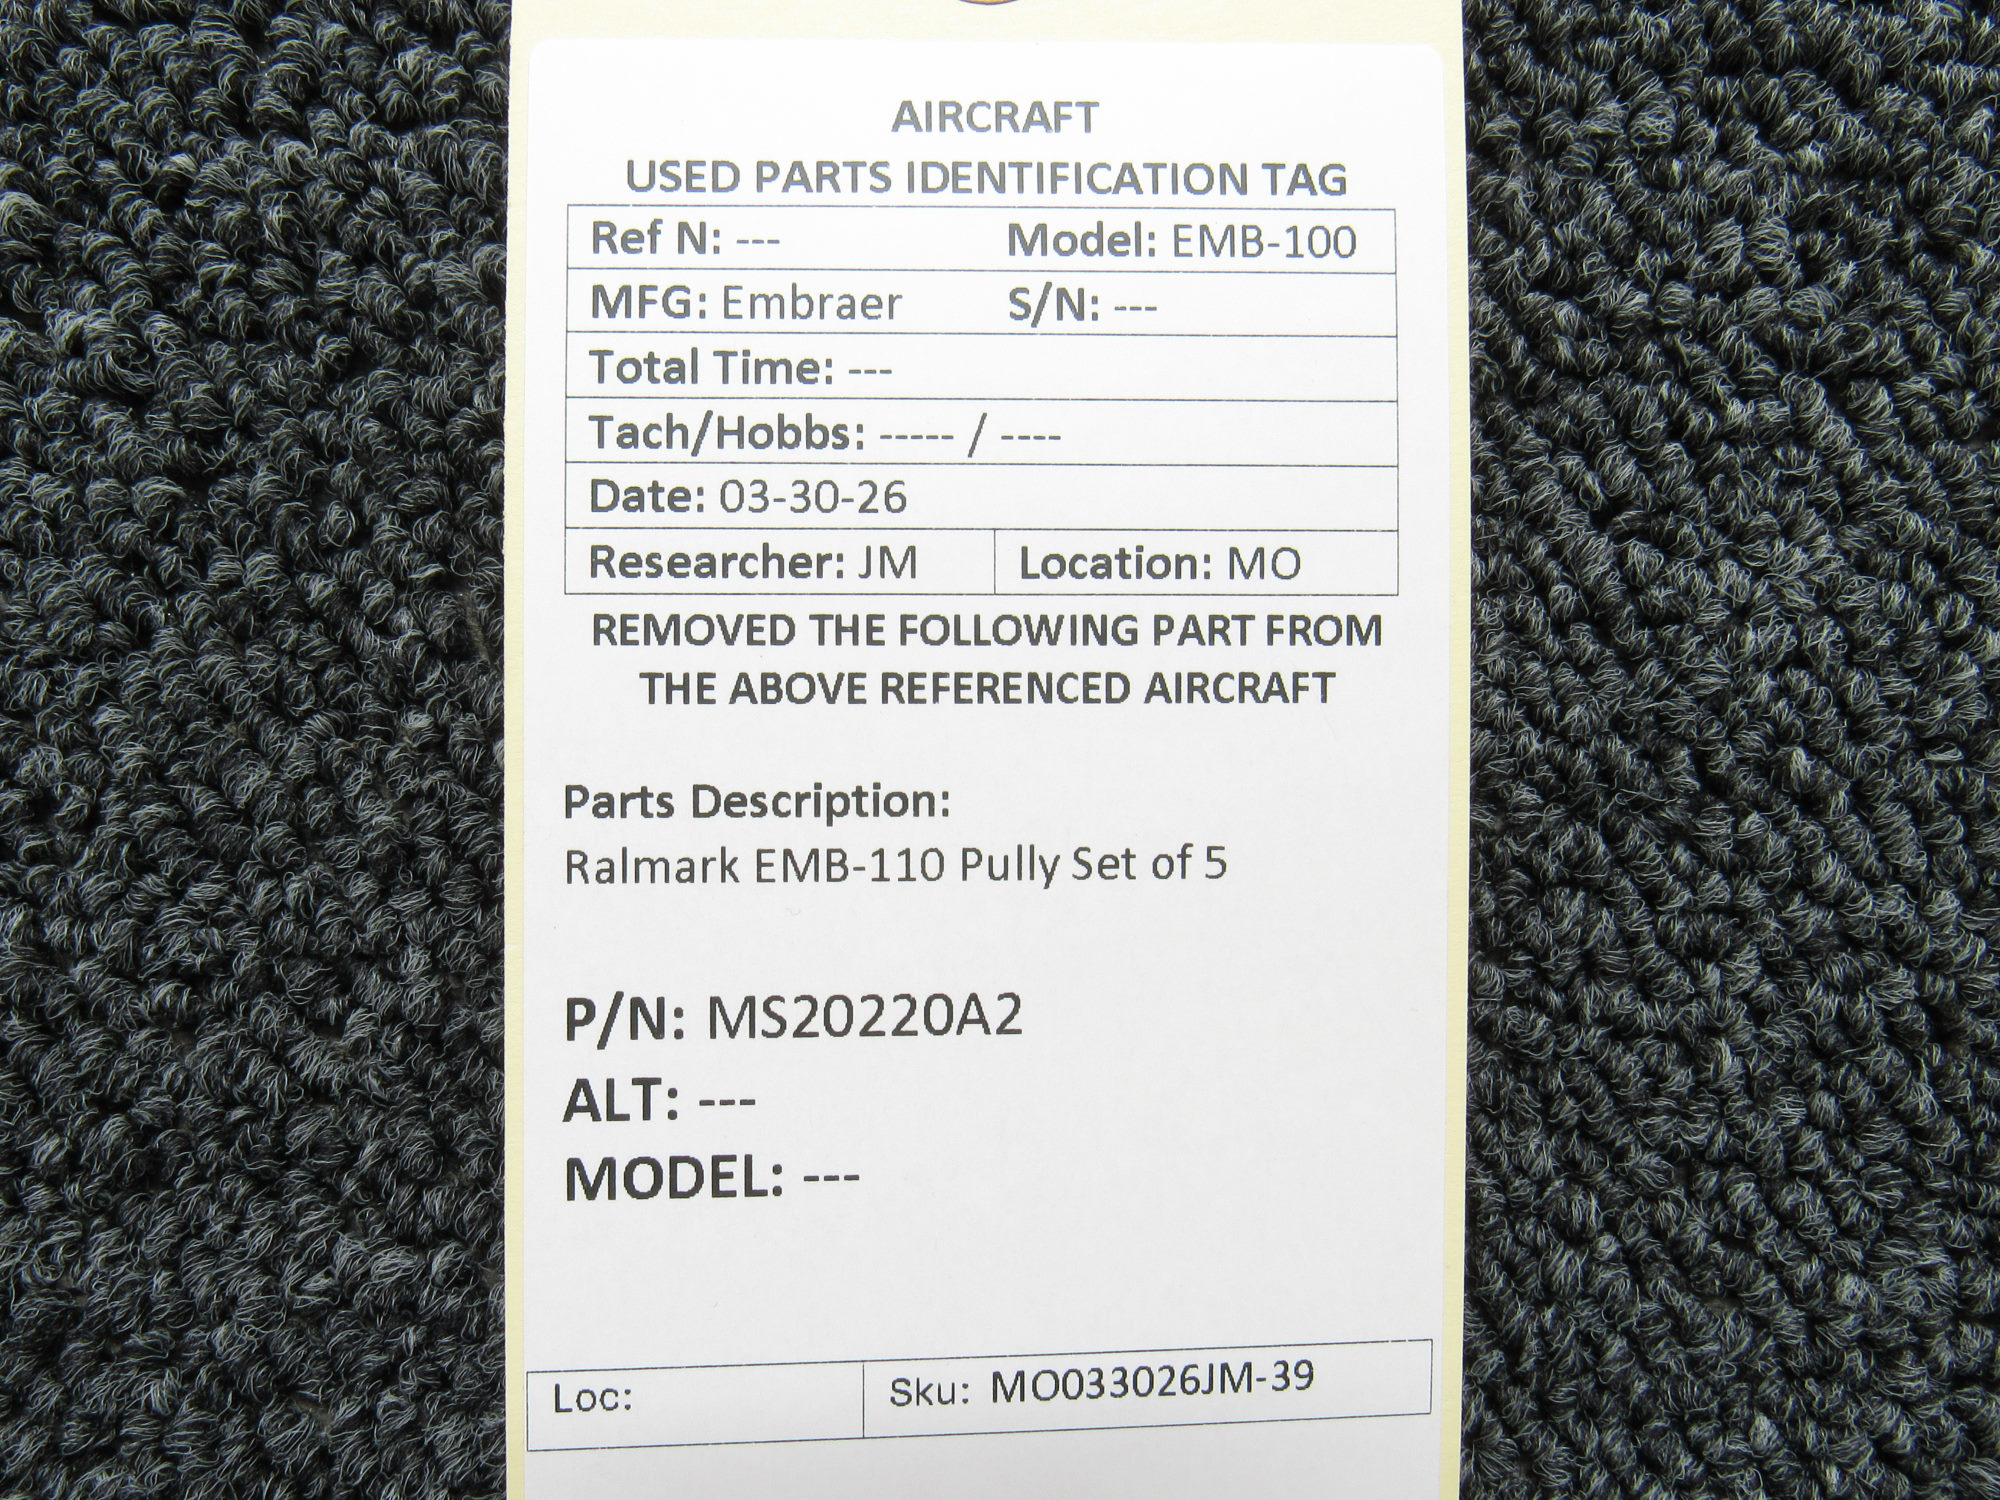 AIRCRAFT
USED PARTS IDENTIFICATION TAG
Ref N: --- Model: EMB-100
MFG: Embraer S/N: ---
Total Time: ---
Tach/Hobbs: ----- / ----
Date: 03-30-26
Researcher: JM Location: MO
REMOVED THE FOLLOWING PART FROM
THE ABOVE REFERENCED AIRCRAFT
Parts Description:
Ralmark EMB-110 Pully Set of 5
P/N: MS20220A2
ALT: ---
MODEL: ---
Loc: Sku: MO033026JM-39